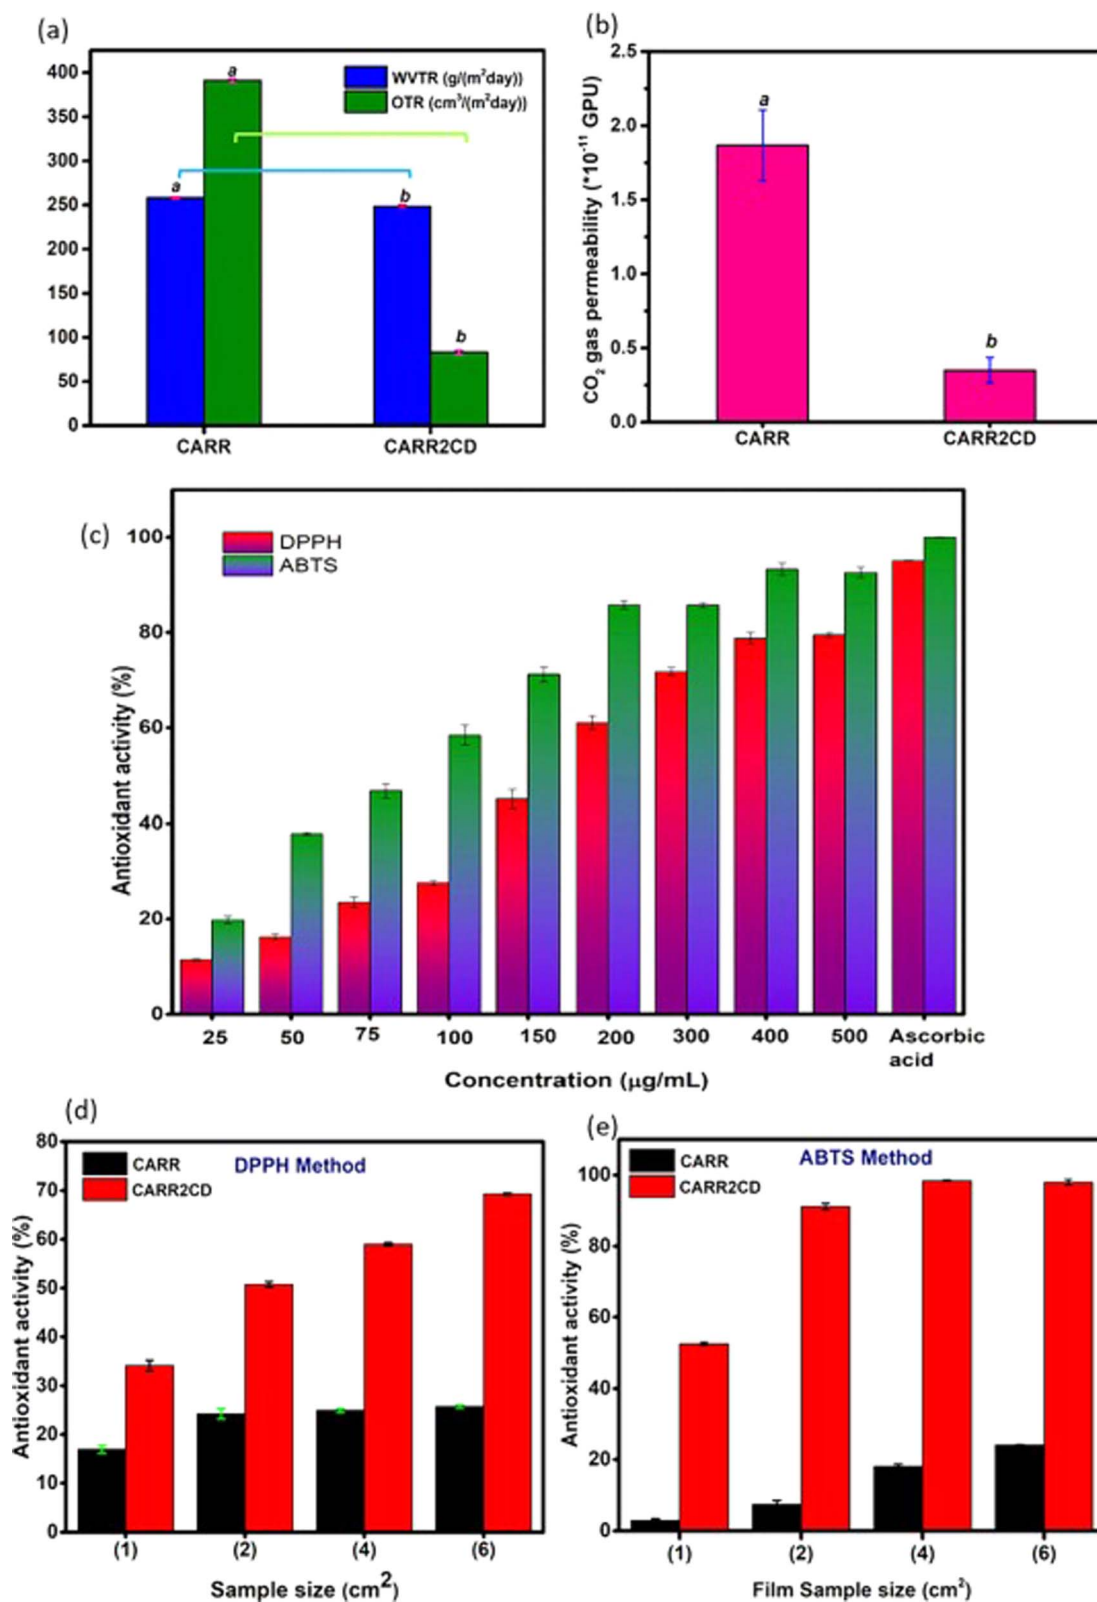 (a)
400
350
300
250
200
150
100
50
0
WVTR (g/(m²day))
OTR (cm³/(m²day))
a
a
b
b
CARR
CARR2CD
(b)
CO₂ gas permeability (*10⁻¹¹ GPU)
2.5
2.0
1.5
1.0
0.5
0.0
a
b
CARR
CARR2CD
(c)
Antioxidant activity (%)
100
80
60
40
20
0
DPPH
ABTS
25
50
75
100
150
200
300
400
500
Ascorbic
acid
Concentration (µg/mL)
(d)
Antioxidant activity (%)
80
70
60
50
40
30
20
10
0
CARR
CARR2CD
DPPH Method
(1)
(2)
(4)
(6)
Sample size (cm²)
(e)
Antioxidant activity (%)
100
80
60
40
20
0
CARR
CARR2CD
ABTS Method
(1)
(2)
(4)
(6)
Film Sample size (cm²)